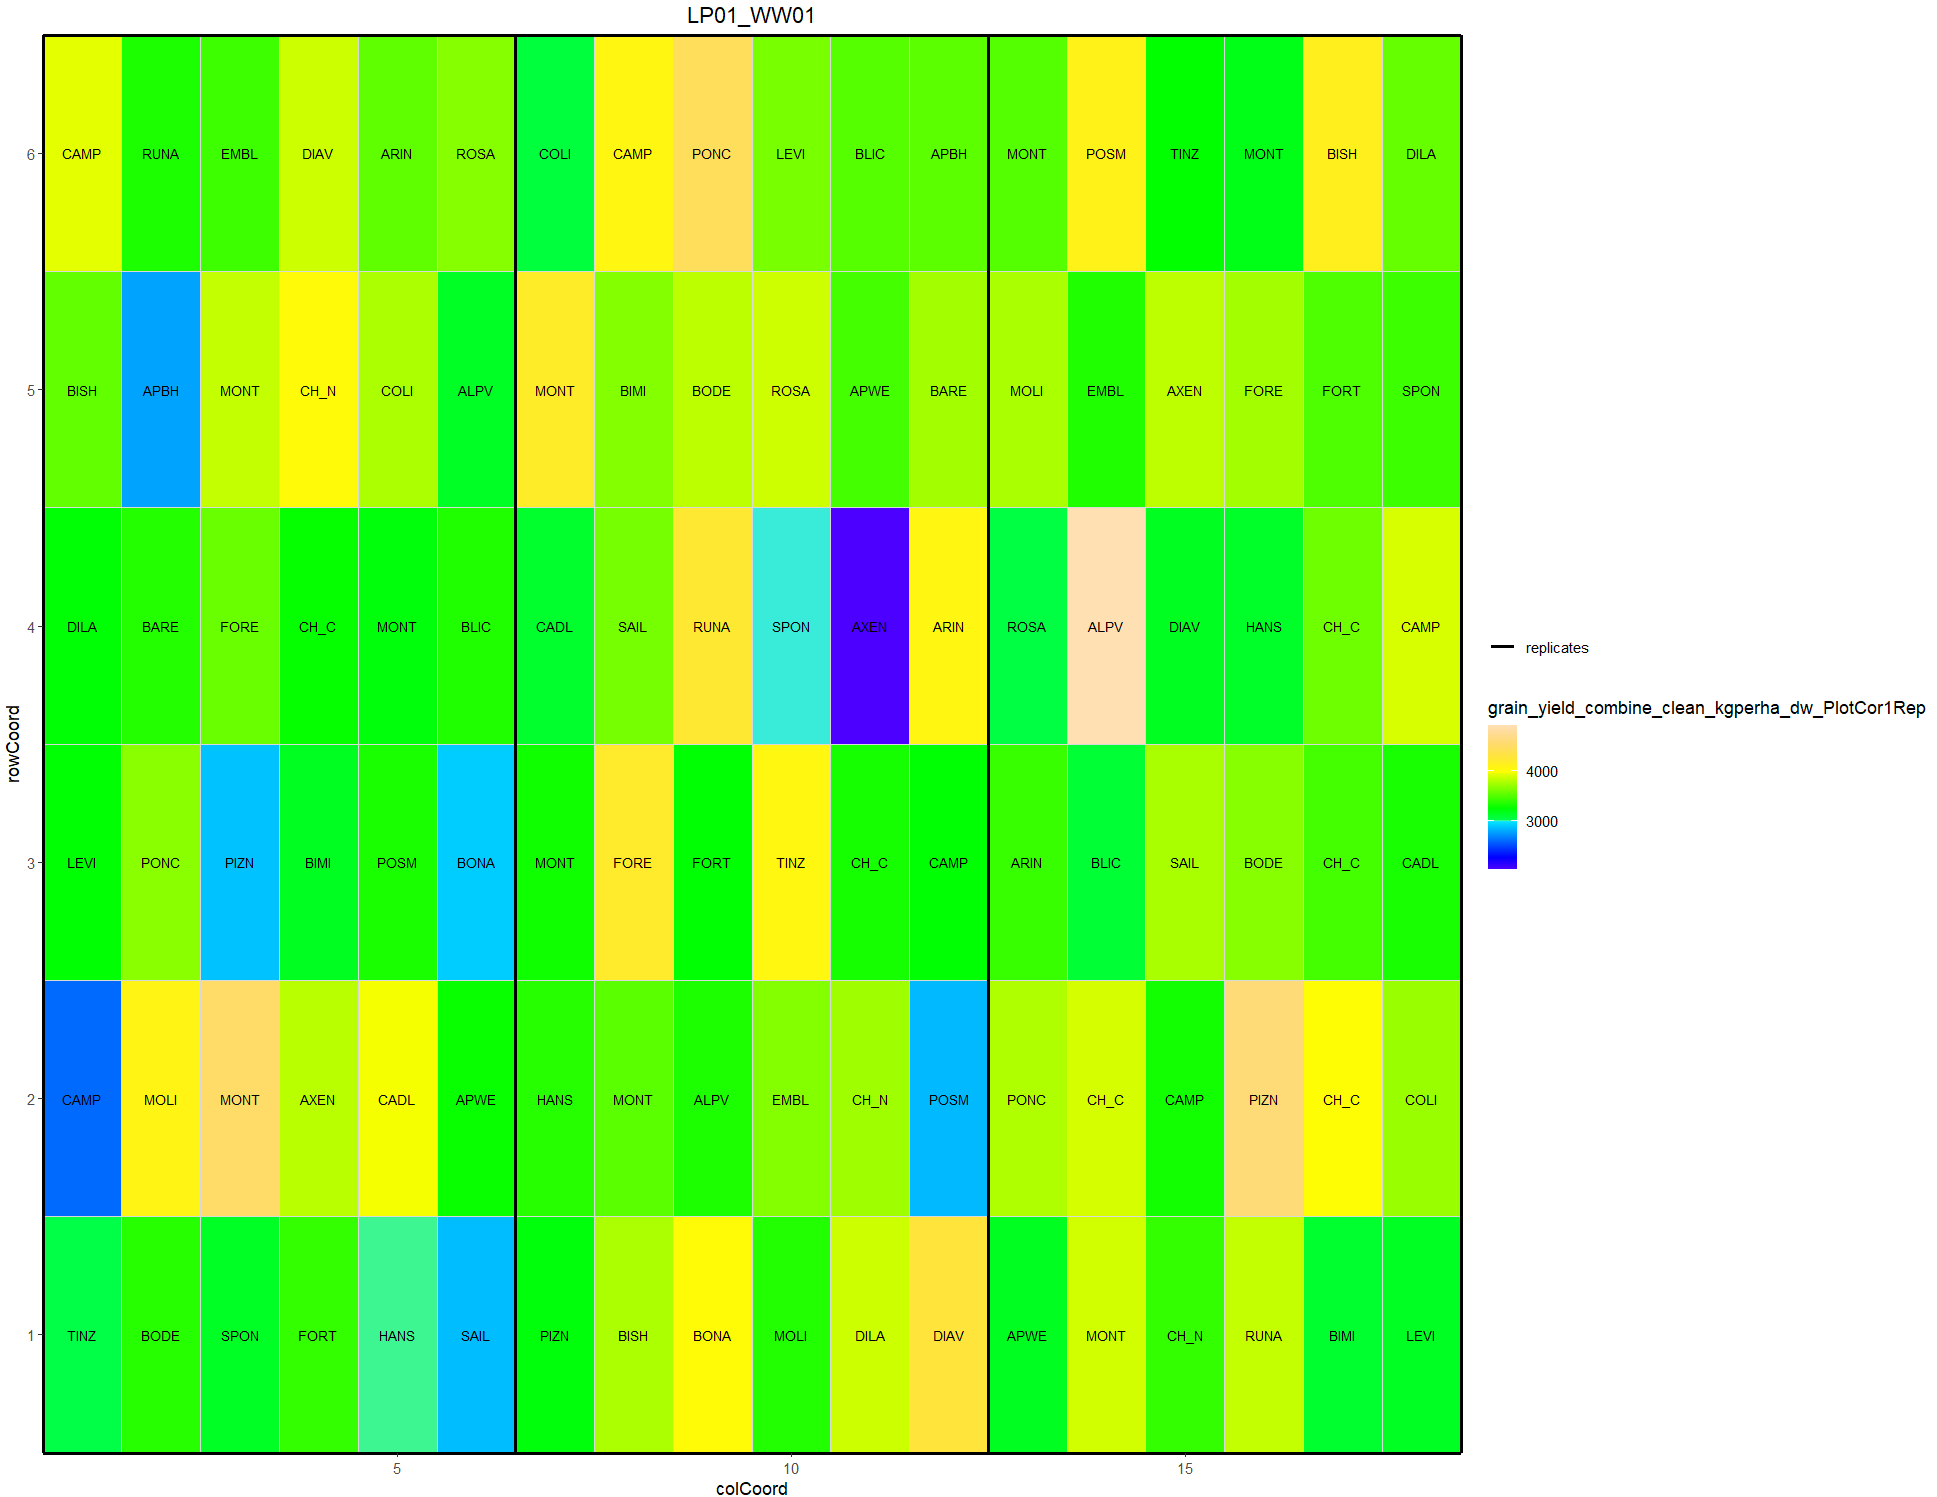 LP01_WW01
6 CAMP RUNA EMBL DIAV ARIN ROSA COLI CAMP PONC LEVI BLIC APBH MONT POSM TINZ MONT BISH DILA
5 BISH APBH MONT CH_N COLI ALPV MONT BIMI BODE ROSA APWE BARE MOLI EMBL AXEN FORE FORT SPON
4 DILA BARE FORE CH_C MONT BLIC CADL SAIL RUNA SPON AXEN ARIN ROSA ALPV DIAV HANS CH_C CAMP
replicates
grain_yield_combine_clean_kgperha_dw_PlotCor1Rep
4000
3000
rowCoord
3 LEVI PONC PIZN BIMI POSM BONA MONT FORE FORT TINZ CH_C CAMP ARIN BLIC SAIL BODE CH_C CADL
2 CAMP MOLI MONT AXEN CADL APWE HANS MONT ALPV EMBL CH_N POSM PONC CH_C CAMP PIZN CH_C COLI
1 TINZ BODE SPON FORT HANS SAIL PIZN BISH BONA MOLI DILA DIAV APWE MONT CH_N RUNA BIMI LEVI
5 10 15
colCoord